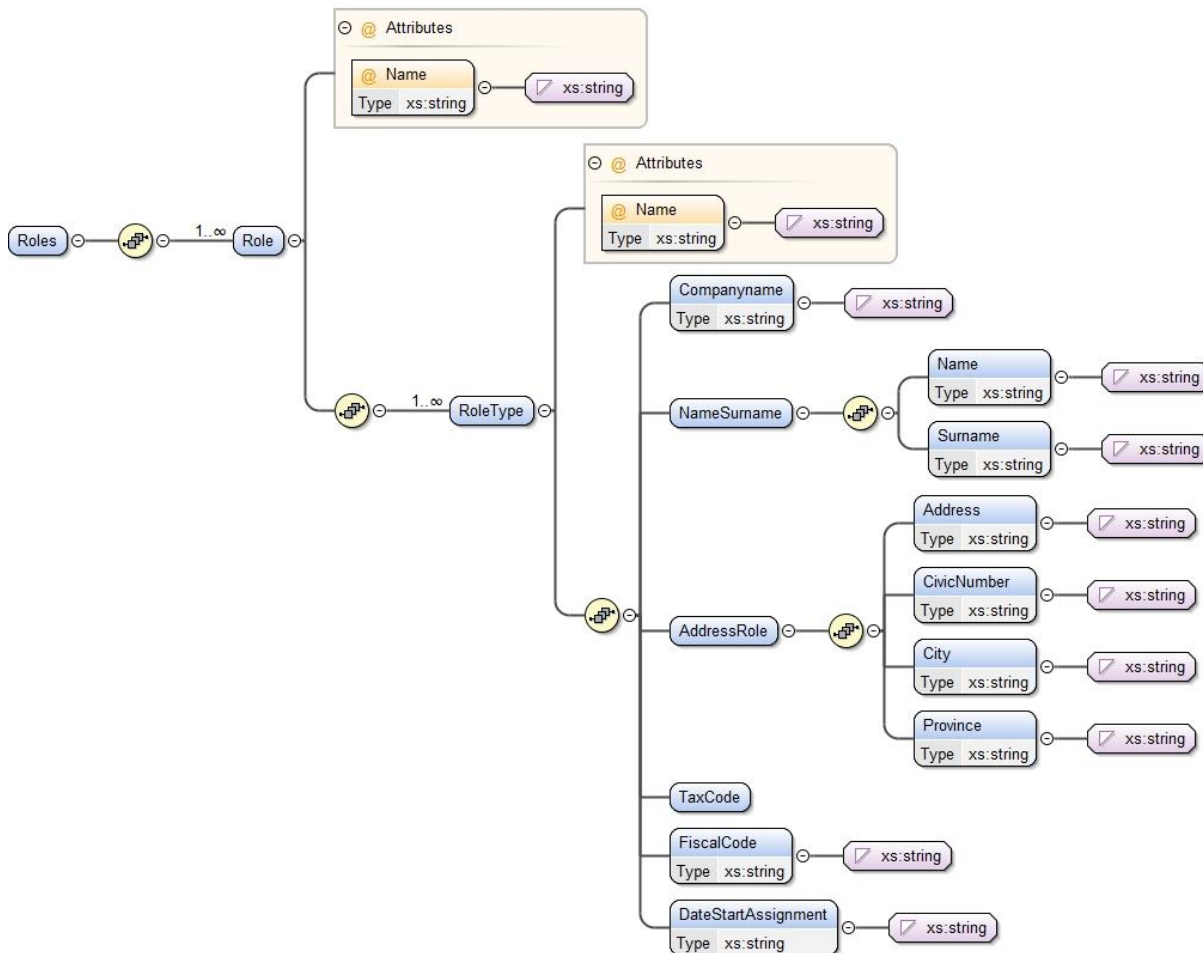 @ Attributes
@ Name
Type xs:string
xs:string
@ Attributes
@ Name
Type xs:string
xs:string
Roles
1..∞
Role
Companyname
Type xs:string
xs:string
Name
Type xs:string
xs:string
1..∞
RoleType
NameSurname
Surname
Type xs:string
xs:string
Address
Type xs:string
xs:string
CivicNumber
Type xs:string
xs:string
AddressRole
City
Type xs:string
xs:string
Province
Type xs:string
xs:string
TaxCode
FiscalCode
Type xs:string
xs:string
DateStartAssignment
Type xs:string
xs:string